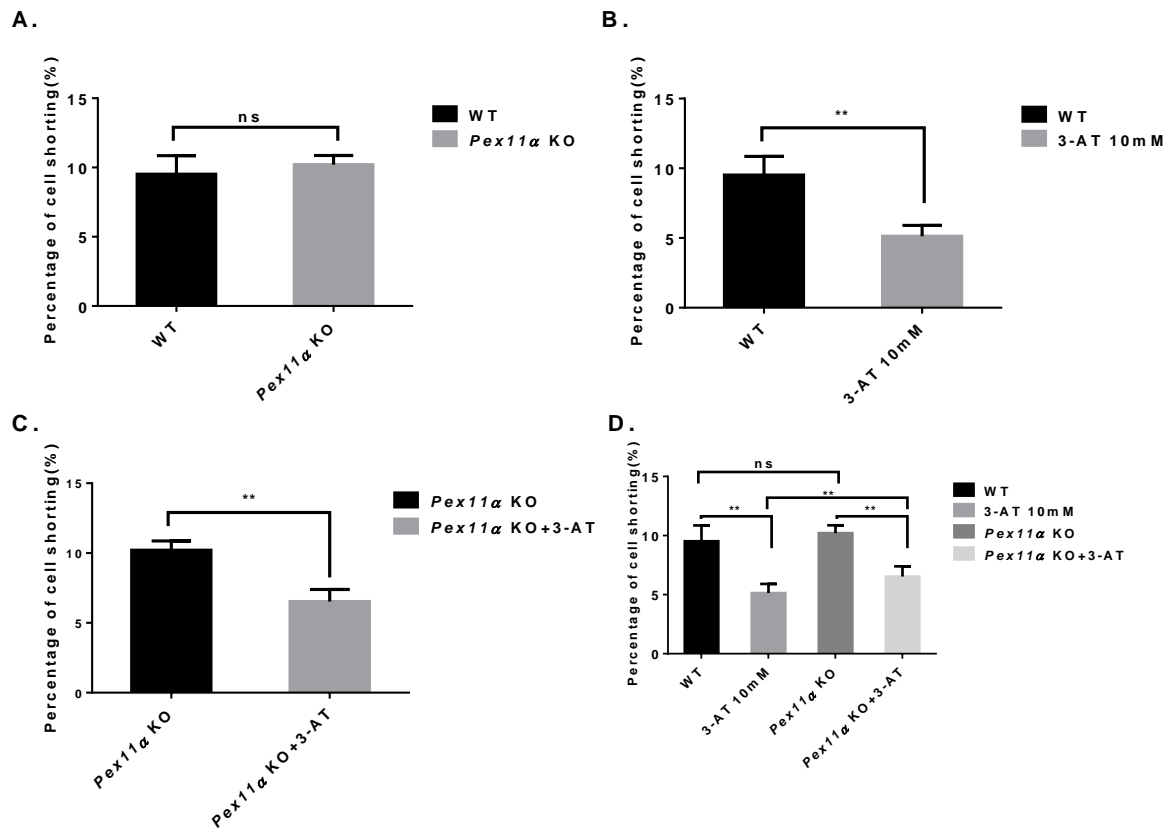 A.
Percentage of cell shorting(%)
15
10
5
0
ns
WT
Pex11α KO
WT
Pex11α KO
B.
Percentage of cell shorting(%)
15
10
5
0
**
WT
3-AT 10mM
WT
3-AT 10mM
C.
Percentage of cell shorting(%)
15
10
5
0
**
Pex11α KO
Pex11α KO+3-AT
Pex11α KO
Pex11α KO+3-AT
D.
Percentage of cell shorting(%)
15
10
5
0
ns
**
**
**
WT
3-AT 10mM
Pex11α KO
Pex11α KO+3-AT
WT
3-AT 10mM
Pex11α KO
Pex11α KO+3-AT